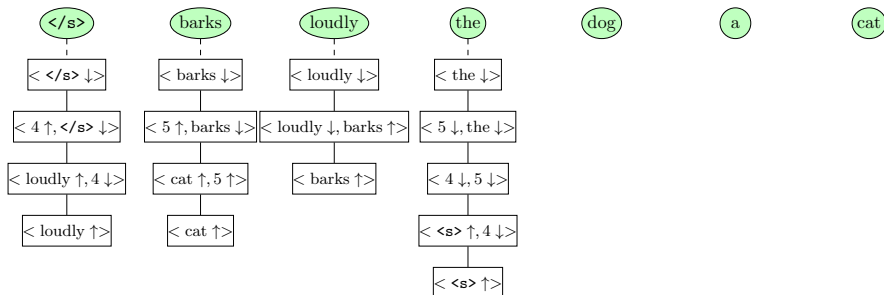 </s> barks loudly the dog a cat
< </s> ↓> < barks ↓> < loudly ↓> < the ↓>
< 4 ↑, </s> ↓> < 5 ↑, barks ↓> < loudly ↓, barks ↑> < 5 ↓, the ↓>
< loudly ↑, 4 ↓> < cat ↑, 5 ↑> < barks ↑> < 4 ↓, 5 ↓>
< loudly ↑> < cat ↑> < <s> ↑, 4 ↓>
< <s> ↑>